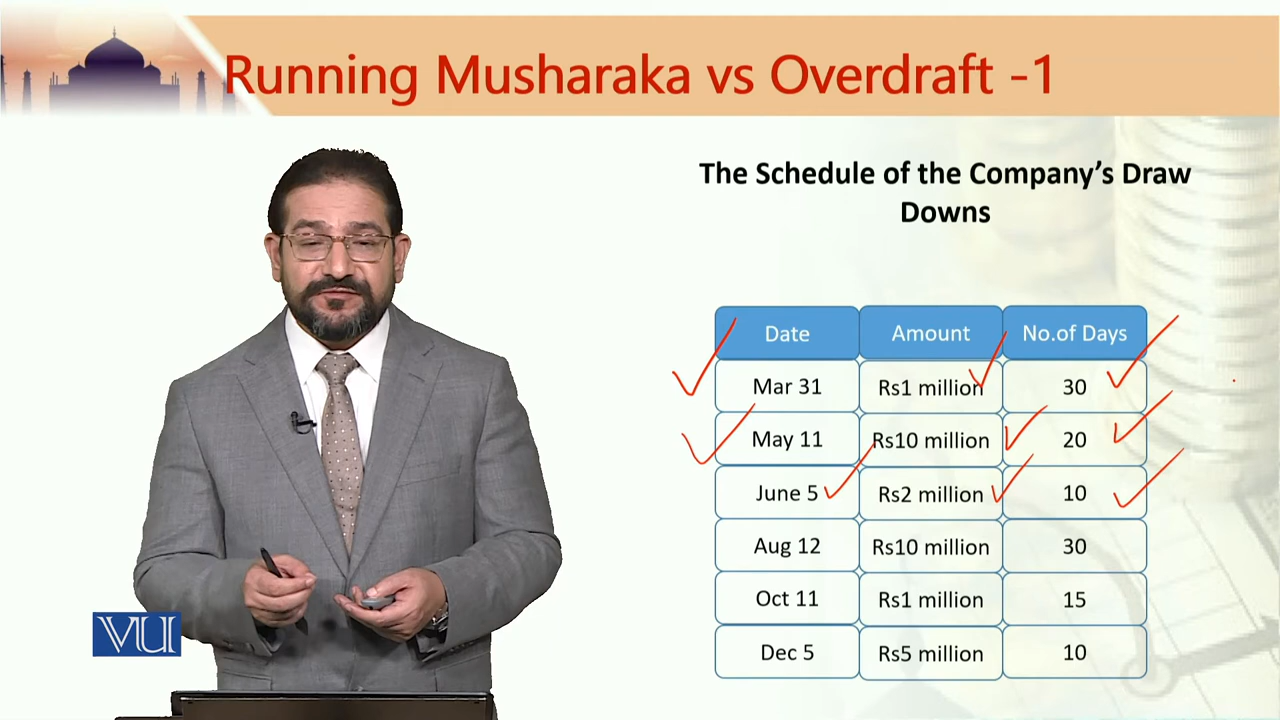 Running Musharaka vs Overdraft -1
The Schedule of the Company's Draw
Downs
Date Amount No.of Days
Mar 31 Rs1 million 30
May 11 Rs10 million 20
June 5 Rs2 million 10
Aug 12 Rs10 million 30
Oct 11 Rs1 million 15
Dec 5 Rs5 million 10
VU